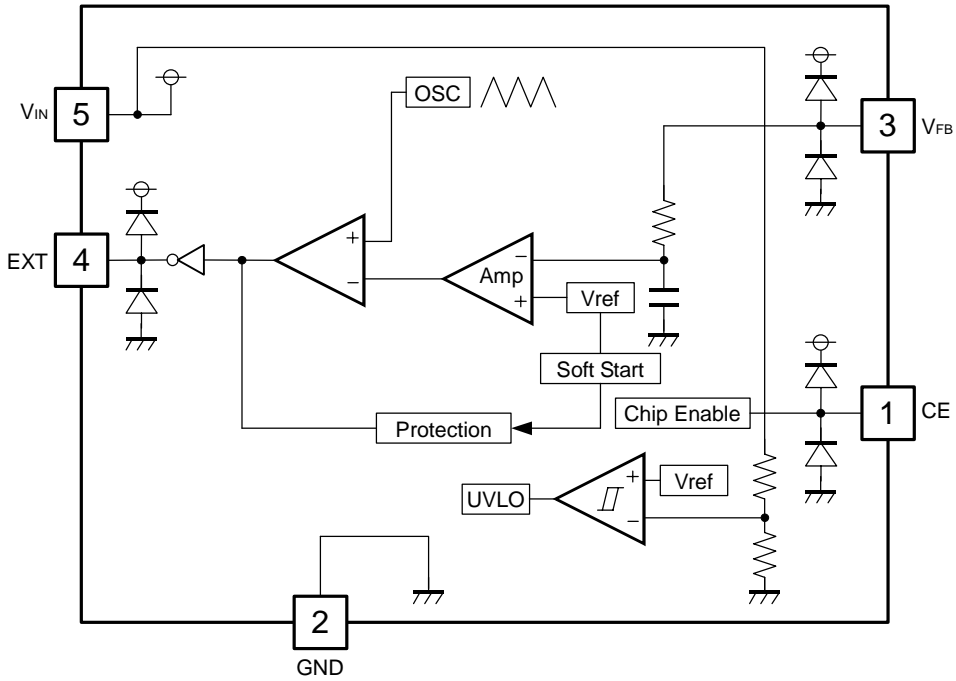 OSC
VIN
5
3
VFB
EXT
4
+
−
Amp
−
+
Vref
Soft Start
Chip Enable
1
CE
Protection
UVLO
+
−
Vref
2
GND